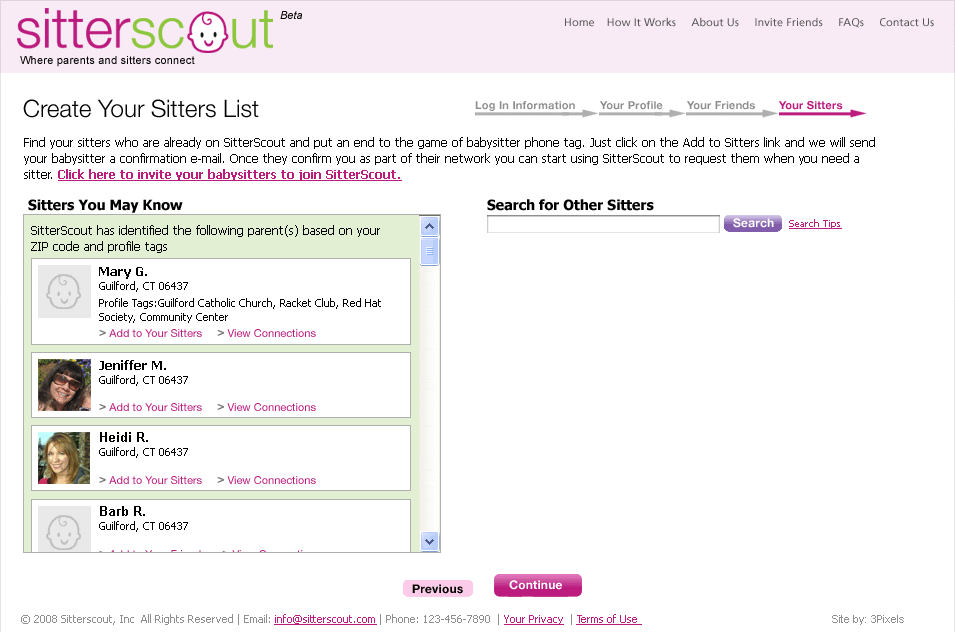 sitterscout Beta
Where parents and sitters connect
Home How It Works About Us Invite Friends FAQs Contact Us
Create Your Sitters List
Log In Information Your Profile Your Friends Your Sitters
Find your sitters who are already on SitterScout and put an end to the game of babysitter phone tag. Just click on the Add to Sitters link and we will send
your babysitter a confirmation e-mail. Once they confirm you as part of their network you can start using SitterScout to request them when you need a
sitter. Click here to invite your babysitters to join SitterScout.
Sitters You May Know
SitterScout has identified the following parent(s) based on your
ZIP code and profile tags
Mary G.
Guilford, CT 06437
Profile Tags:Guilford Catholic Church, Racket Club, Red Hat
Society, Community Center
> Add to Your Sitters > View Connections
Jeniffer M.
Guilford, CT 06437
> Add to Your Sitters > View Connections
Heidi R.
Guilford, CT 06437
> Add to Your Sitters > View Connections
Barb R.
Guilford, CT 06437
Search for Other Sitters
Search Search Tips
Previous Continue
© 2008 Sitterscout, Inc All Rights Reserved | Email: info@sitterscout.com | Phone: 123-456-7890 | Your Privacy | Terms of Use
Site by: 3Pixels